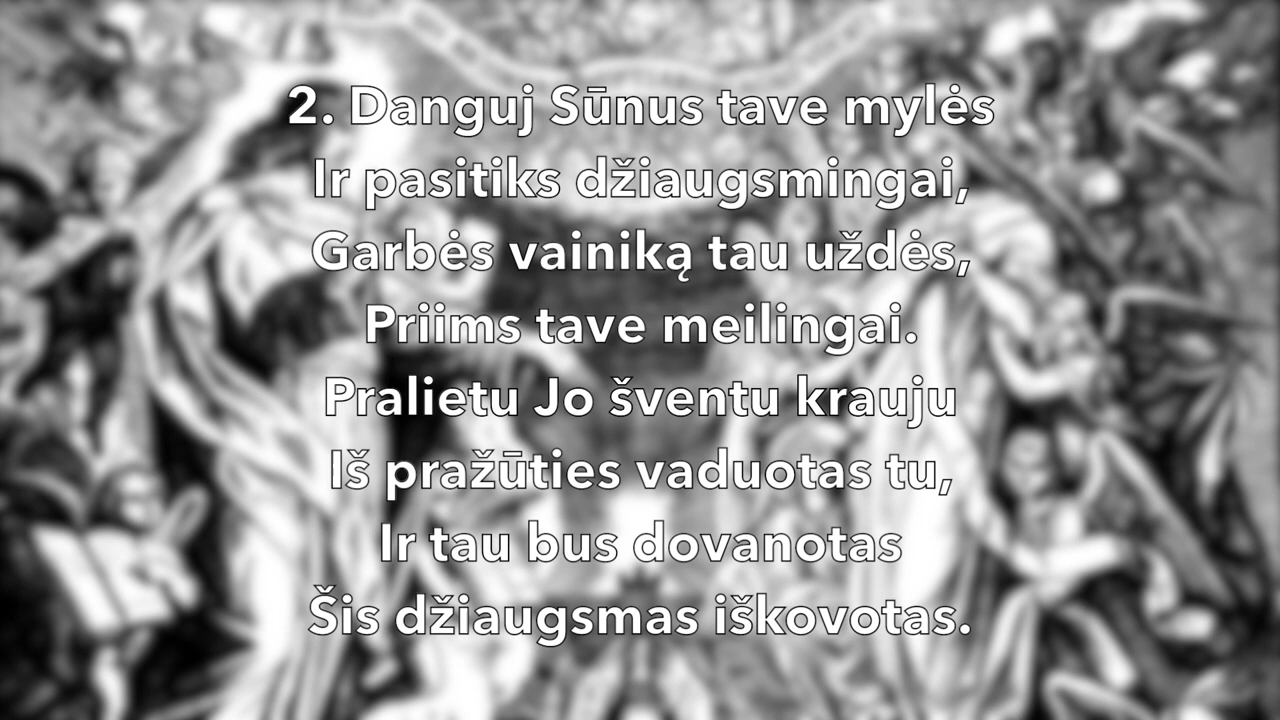 2. Danguj Sūnus tave mylės
Ir pasitiks džiaugsmingai,
Garbės vainiką tau uždės,
Priims tave meilingai.
Pralietu Jo šventu krauju
Iš pražūties vaduotas tu,
Ir tau bus dovanotas
Šis džiaugsmas iškovotas.